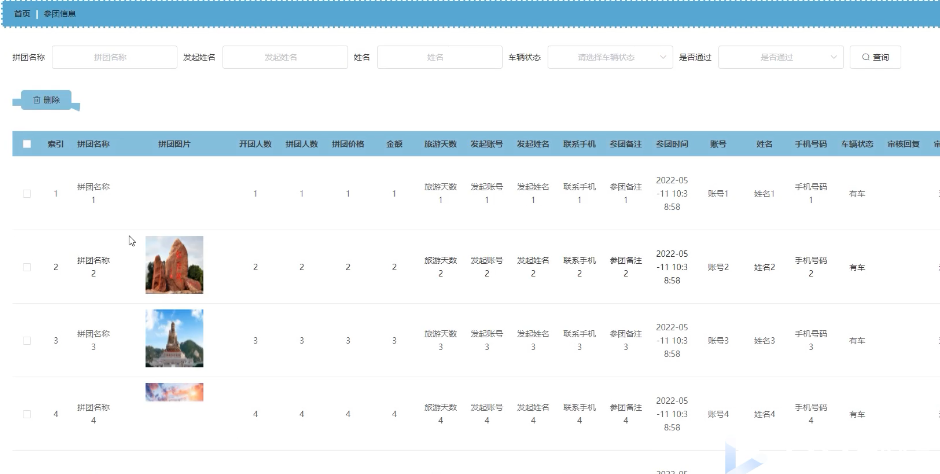 首页 | 参团信息
拼团名称 拼团名称 发起姓名 发起姓名 姓名 姓名 车辆状态 请选择车辆状态 是否通过 是否通过 查询
删除
索引 拼团名称 拼团图片 开团人数 拼团人数 拼团价格 金额 旅游天数 发起账号 发起姓名 联系手机 参团备注 参团时间 账号 姓名 手机号码 车辆状态 审核回复
1 拼团名称1 1 1 1 1 旅游天数1 发起账号1 发起姓名1 联系手机1 参团备注1 2022-05-11 10:38:58 账号1 姓名1 手机号码1 有车
2 拼团名称2 2 2 2 2 旅游天数2 发起账号2 发起姓名2 联系手机2 参团备注2 2022-05-11 10:38:58 账号2 姓名2 手机号码2 有车
3 拼团名称3 3 3 3 3 旅游天数3 发起账号3 发起姓名3 联系手机3 参团备注3 2022-05-11 10:38:58 账号3 姓名3 手机号码3 有车
4 拼团名称4 4 4 4 4 旅游天数4 发起账号4 发起姓名4 联系手机4 参团备注4 2022-05-11 10:38:58 账号4 姓名4 手机号码4 有车